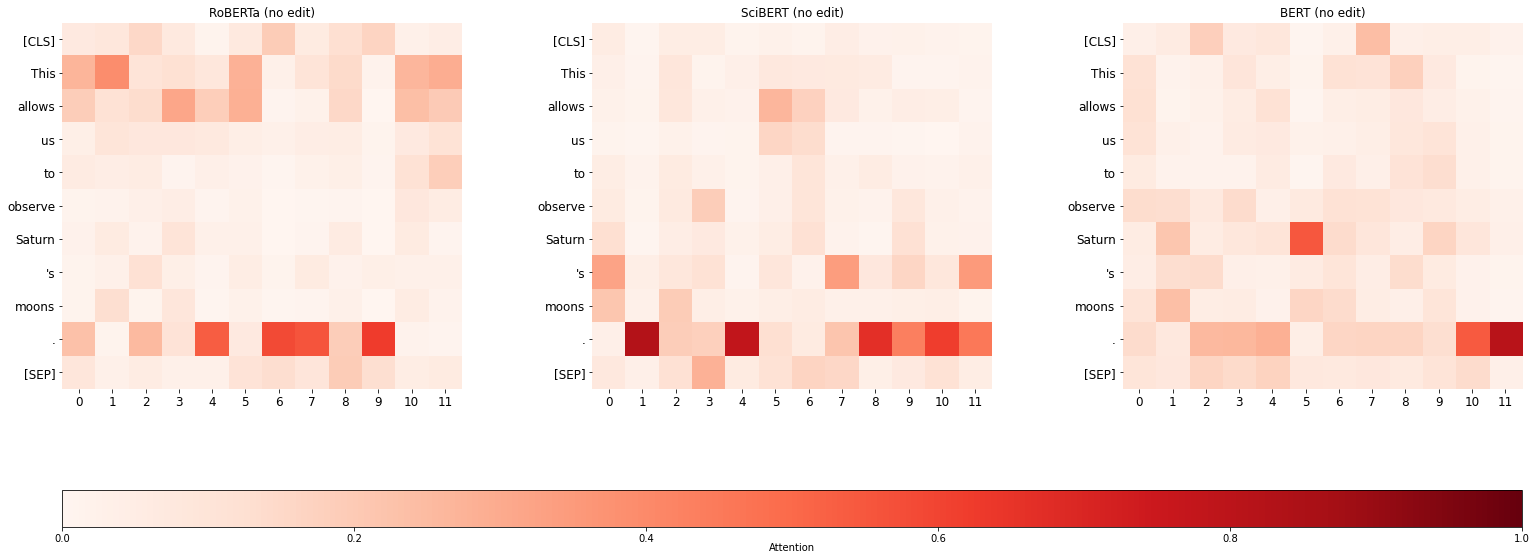 RoBERTa (no edit)
SciBERT (no edit)
BERT (no edit)
[CLS]
This
allows
us
to
observe
Saturn
's
moons
.
[SEP]
0 1 2 3 4 5 6 7 8 9 10 11
[CLS]
This
allows
us
to
observe
Saturn
's
moons
.
[SEP]
0 1 2 3 4 5 6 7 8 9 10 11
[CLS]
This
allows
us
to
observe
Saturn
's
moons
.
[SEP]
0 1 2 3 4 5 6 7 8 9 10 11
0.0 0.2 0.4 0.6 0.8 1.0
Attention